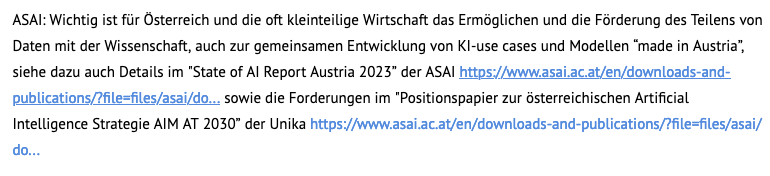 ASAI: Wichtig ist für Österreich und die oft kleinteilige Wirtschaft das Ermöglichen und die Förderung des Teilens von
Daten mit der Wissenschaft, auch zur gemeinsamen Entwicklung von KI-use cases und Modellen “made in Austria”,
siehe dazu auch Details im "State of AI Report Austria 2023” der ASAI https://www.asai.ac.at/en/downloads-and-
publications/?file=files/asai/do... sowie die Forderungen im "Positionspapier zur österreichischen Artificial
Intelligence Strategie AIM AT 2030” der Unika https://www.asai.ac.at/en/downloads-and-publications/?file=files/asai/
do...